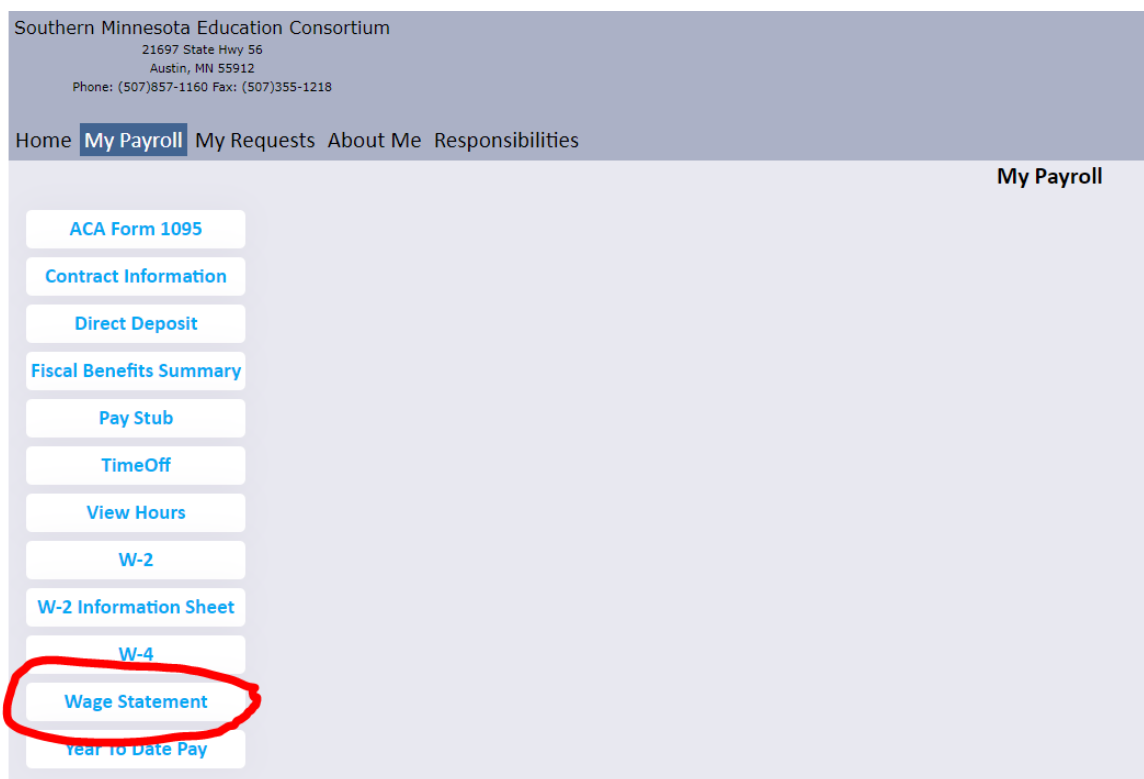 Southern Minnesota Education Consortium
21697 State Hwy 56
Austin, MN 55912
Phone: (507)857-1160 Fax: (507)355-1218
Home My Payroll My Requests About Me Responsibilities
My Payroll
ACA Form 1095
Contract Information
Direct Deposit
Fiscal Benefits Summary
Pay Stub
TimeOff
View Hours
W-2
W-2 Information Sheet
W-4
Wage Statement
Year To Date Pay